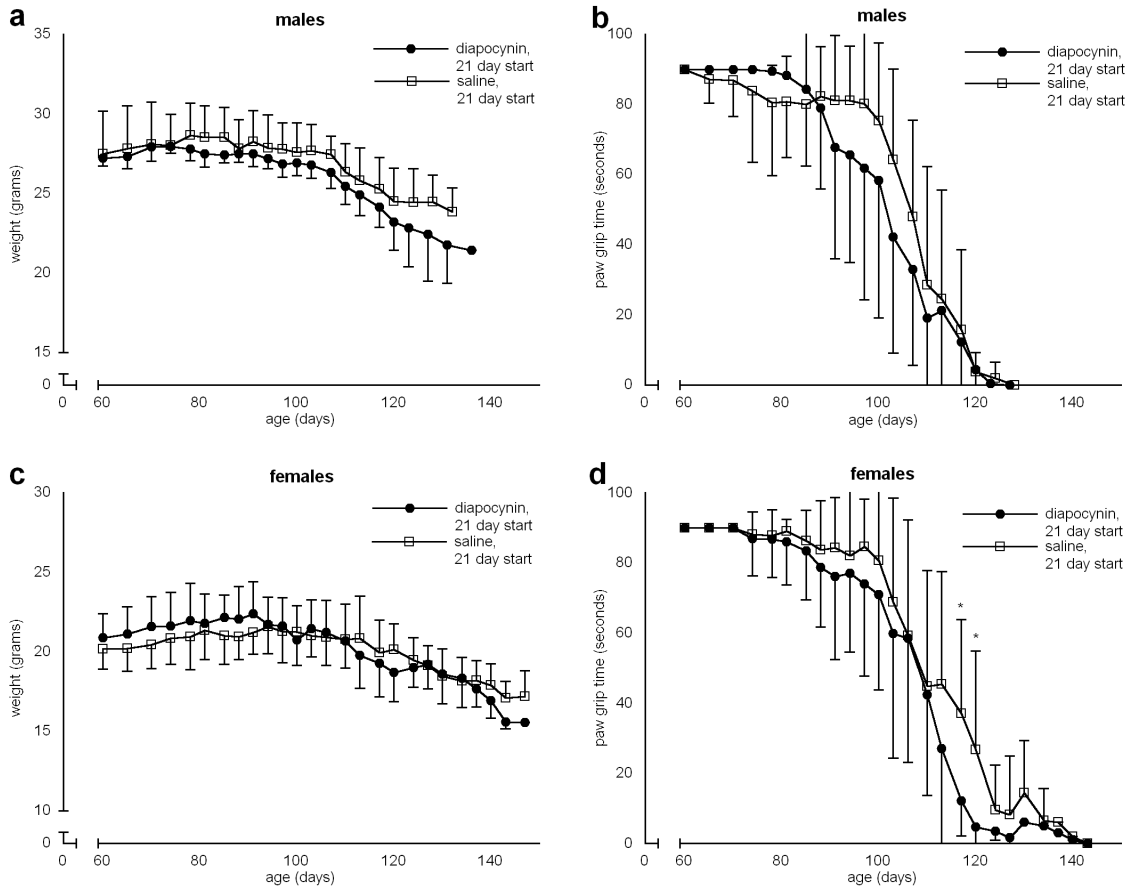 a
males
35
30
25
20
15
0
weight (grams)
diapocynin,
21 day start
saline,
21 day start
0 60 80 100 120 140
age (days)
b
males
100
80
60
40
20
0
paw grip time (seconds)
diapocynin,
21 day start
saline,
21 day start
0 60 80 100 120 140
age (days)
c
females
30
25
20
15
10
0
weight (grams)
diapocynin,
21 day start
saline,
21 day start
0 60 80 100 120 140
age (days)
d
females
100
80
60
40
20
0
paw grip time (seconds)
diapocynin,
21 day start
saline,
21 day start
*
*
0 60 80 100 120 140
age (days)